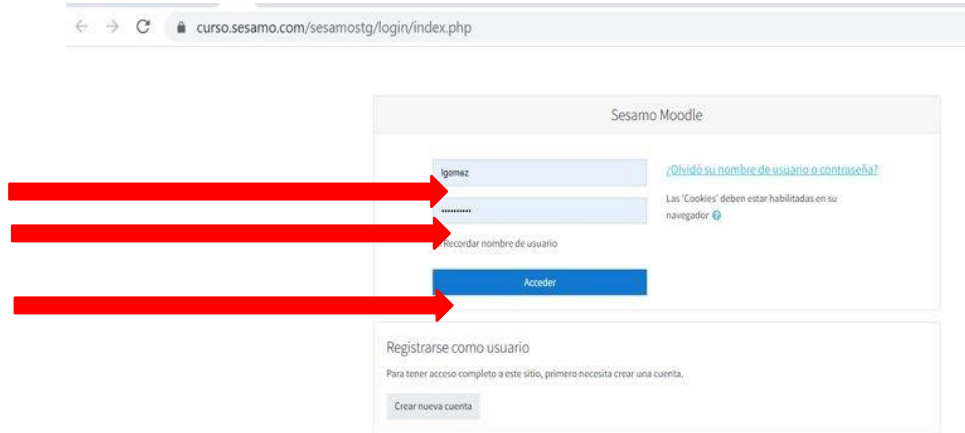 curso.sesamo.com/sesamostg/login/index.php
Sesamo Moodle
lgomez
¿Olvidó su nombre de usuario o contraseña?
Las 'Cookies' deben estar habilitadas en su
navegador
Recordar nombre de usuario
Acceder
Registrarse como usuario
Para tener acceso completo a este sitio, primero necesita crear una cuenta.
Crear nueva cuenta